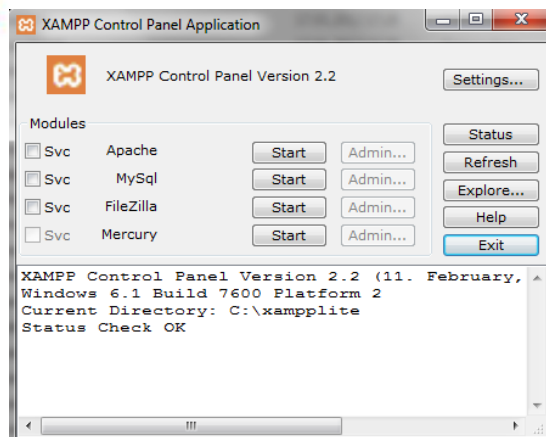 XAMPP Control Panel Application
XAMPP Control Panel Version 2.2
Settings...
Modules
Svc Apache Start Admin...
Svc MySql Start Admin...
Svc FileZilla Start Admin...
Svc Mercury Start Admin...
Status
Refresh
Explore...
Help
Exit
XAMPP Control Panel Version 2.2 (11. February,
Windows 6.1 Build 7600 Platform 2
Current Directory: C:\xampplite
Status Check OK